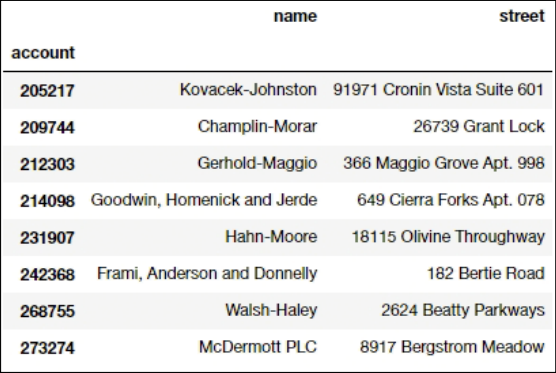 name street
account
205217 Kovacek-Johnston 91971 Cronin Vista Suite 601
209744 Champlin-Morar 26739 Grant Lock
212303 Gerhold-Maggio 366 Maggio Grove Apt. 998
214098 Goodwin, Homenick and Jerde 649 Cierra Forks Apt. 078
231907 Hahn-Moore 18115 Olivine Throughway
242368 Frami, Anderson and Donnelly 182 Bertie Road
268755 Walsh-Haley 2624 Beatty Parkways
273274 McDermott PLC 8917 Bergstrom Meadow